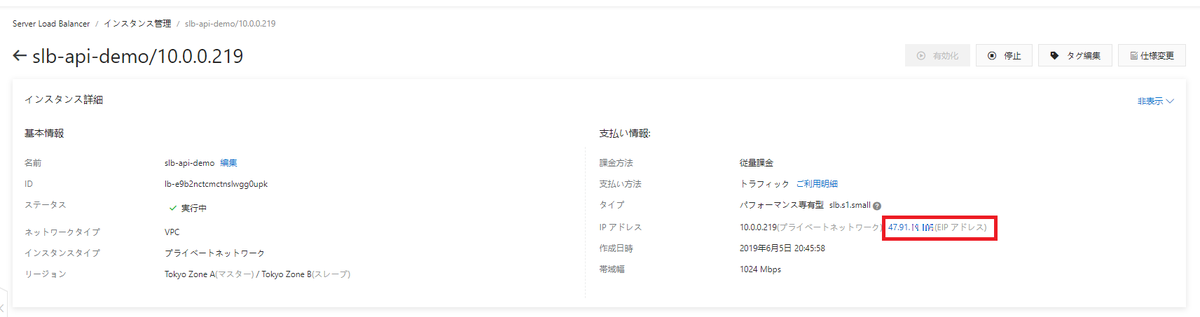 Server Load Balancer / インスタンス管理 / slb-api-demo/10.0.0.219
← slb-api-demo/10.0.0.219
有効化 停止 タグ編集 仕様変更
インスタンス詳細
非表示
基本情報
名前 slb-api-demo 編集
ID lb-e9b2nctcmctnslwgg0upk
ステータス 実行中
ネットワークタイプ VPC
インスタンスタイプ プライベートネットワーク
リージョン Tokyo Zone A(マスター) / Tokyo Zone B(スレーブ)
支払い情報:
課金方法 従量課金
支払い方法 トラフィック ご利用明細
タイプ パフォーマンス専有型 slb.s1.small
IP アドレス 10.0.0.219(プライベートネットワーク) (EIP アドレス)
作成日時 2019年6月5日 20:45:58
帯域幅 1024 Mbps